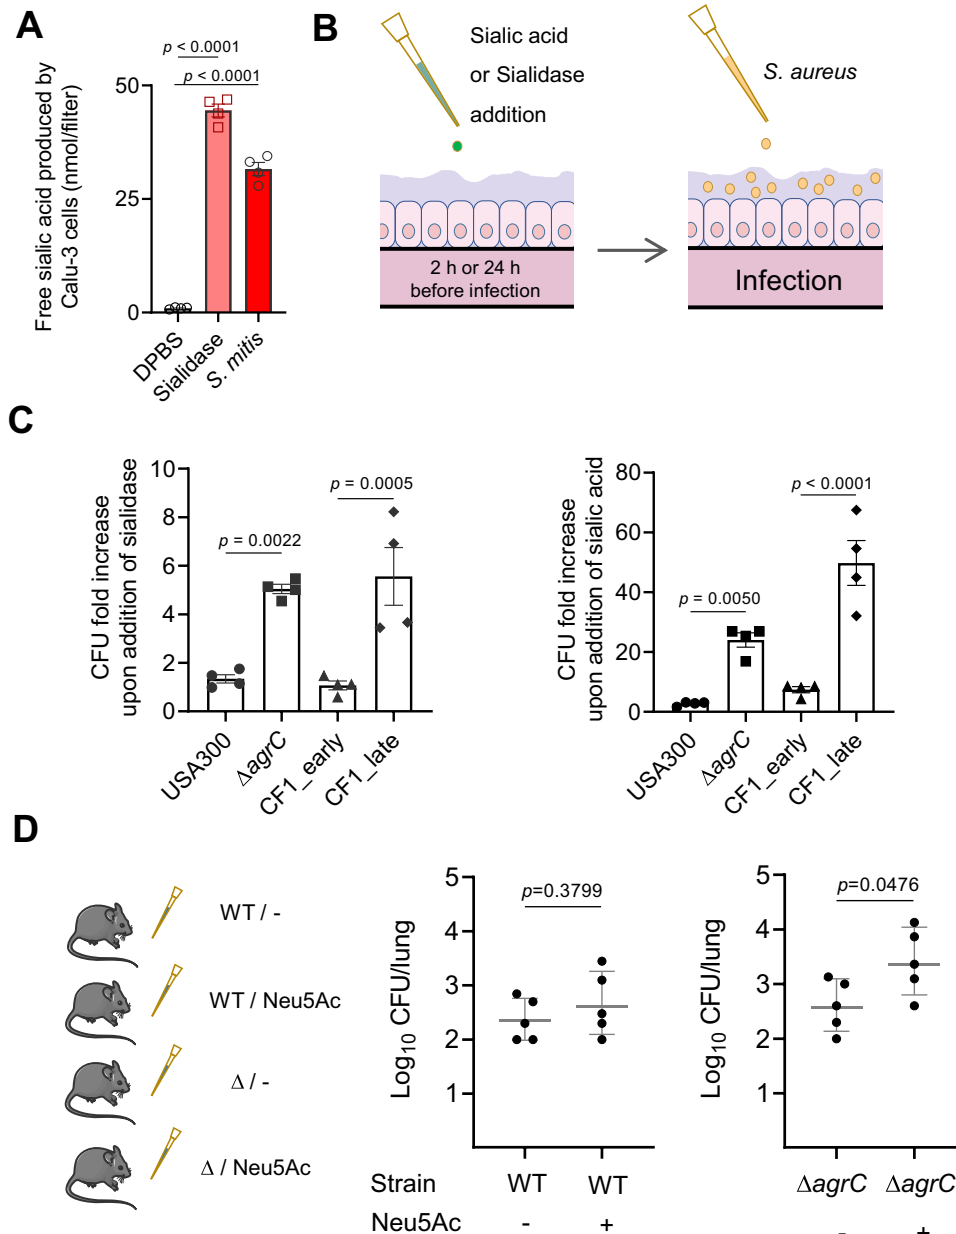 A
p < 0.0001
p < 0.0001
Free sialic acid produced by
Calu-3 cells (nmol/filter)
50
25
0
DPBS
Sialidase
S. mitis
B
Sialic acid
or Sialidase
addition
S. aureus
2 h or 24 h
before infection
Infection
C
CFU fold increase
upon addition of sialidase
10
8
6
4
2
0
p = 0.0022
p = 0.0005
USA300
ΔagrC
CF1_early
CF1_late
CFU fold increase
upon addition of sialic acid
80
60
40
20
0
p = 0.0050
p < 0.0001
USA300
ΔagrC
CF1_early
CF1_late
D
WT / -
WT / Neu5Ac
Δ / -
Δ / Neu5Ac
Log10 CFU/lung
5
4
3
2
1
p=0.3799
Strain WT WT
Neu5Ac - +
Log10 CFU/lung
5
4
3
2
1
p=0.0476
ΔagrC ΔagrC
- +